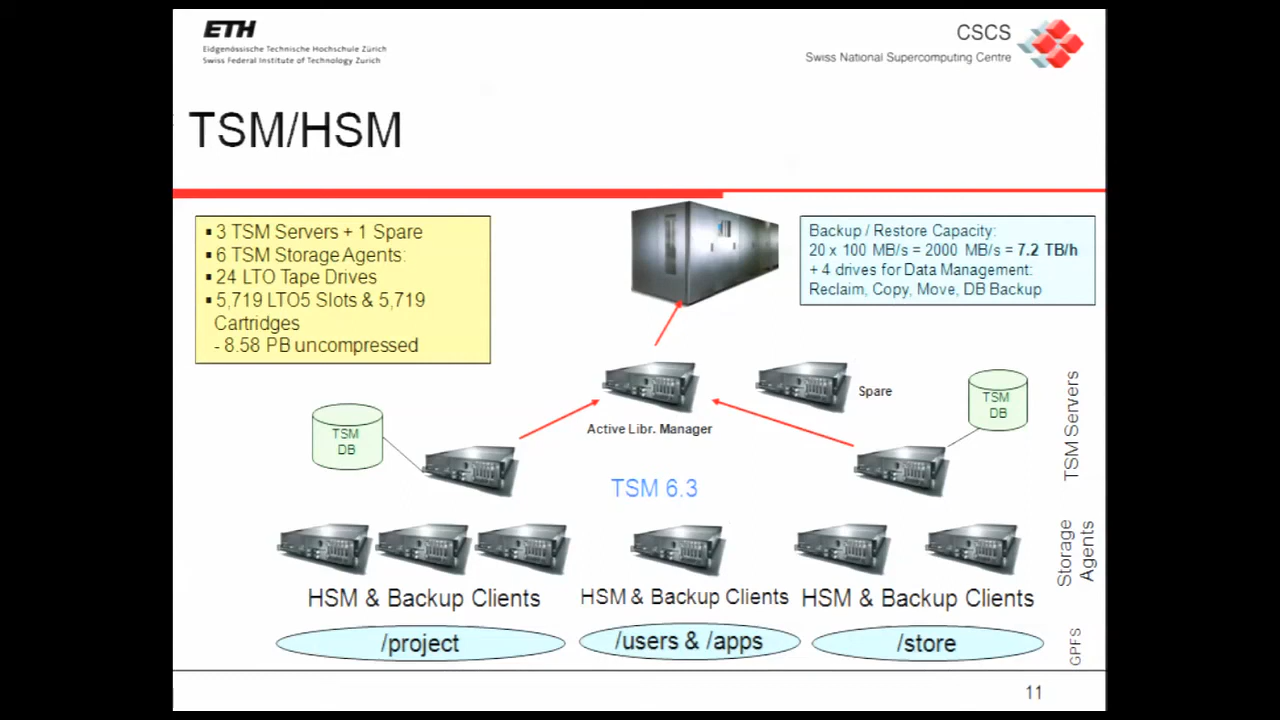 ETH
Eidgenössische Technische Hochschule Zürich
Swiss Federal Institute of Technology Zurich
CSCS
Swiss National Supercomputing Centre
TSM/HSM
▪ 3 TSM Servers + 1 Spare
▪ 6 TSM Storage Agents:
▪ 24 LTO Tape Drives
▪ 5,719 LTO5 Slots & 5,719
Cartridges
- 8.58 PB uncompressed
Backup / Restore Capacity:
20 x 100 MB/s = 2000 MB/s = 7.2 TB/h
+ 4 drives for Data Management:
Reclaim, Copy, Move, DB Backup
Spare
TSM
DB
TSM Servers
TSM
DB
Active Libr. Manager
TSM 6.3
Storage
Agents
HSM & Backup Clients
HSM & Backup Clients
HSM & Backup Clients
/project
/users & /apps
/store
GPFS
11